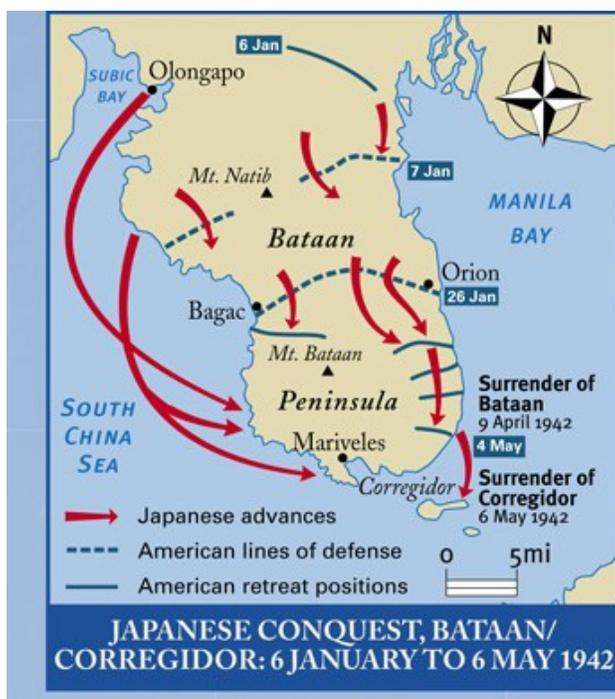 6 Jan
N
SUBIC
BAY
Olongapo
Mt. Natib
7 Jan
MANILA
BAY
Bataan
Orion
26 Jan
Bagac
Mt. Bataan
Peninsula
Surrender of
Bataan
9 April 1942
SOUTH
CHINA
SEA
Mariveles
4 May
Corregidor
Surrender of
Corregidor
6 May 1942
Japanese advances
American lines of defense
American retreat positions
0 5mi
JAPANESE CONQUEST, BATAAN/
CORREGIDOR: 6 JANUARY TO 6 MAY 1942